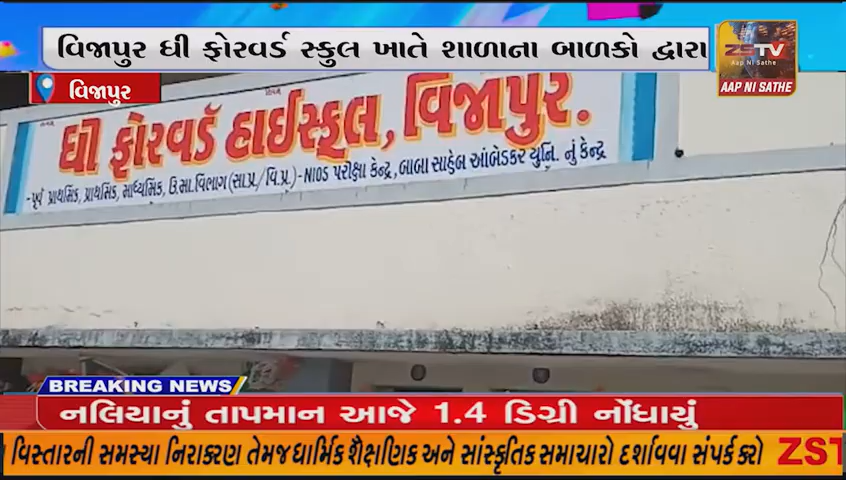 વિજાપુર ધી ફોરવર્ડ સ્કુલ ખાતે શાળાના બાળકો દ્વારા
ZSTV
Aap Ni Sathe
AAP NI SATHE
વિજાપુર
ધી ફોરવર્ડ હાઈસ્કૂલ, વિજાપુર.
-પૂર્વ પ્રાથમિક, પ્રાથમિક, માધ્યમિક, ઉ.મા.વિભાગ (સા.પ્ર./વિ.પ્ર.)-NIOS પરીક્ષા કેન્દ્ર, બાબા સાહેબ આંબેડકર યુનિ. નું કેન્દ્ર
BREAKING NEWS
નલિયાનું તાપમાન આજે 1.4 ડિગ્રી નોંધાયું
વિસ્તારની સમસ્યા નિરાકરણ તેમજ ધાર્મિક શૈક્ષણિક અને સાંસ્કૃતિક સમાચારો દર્શાવવા સંપર્ક કરો ZST